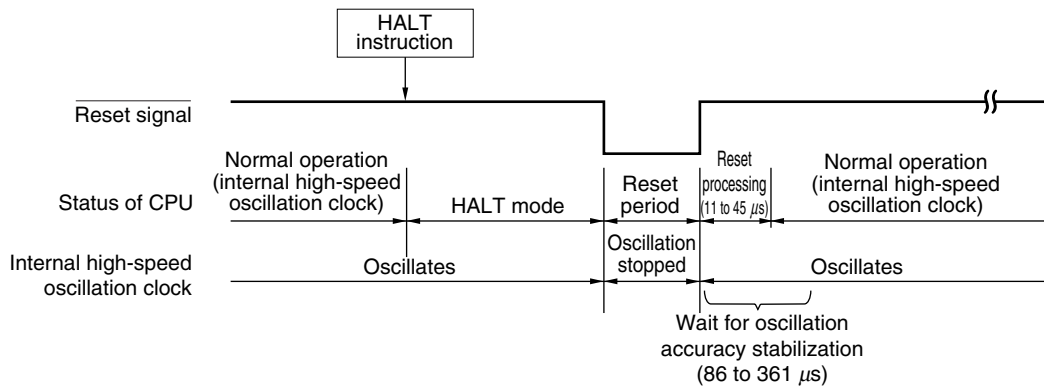 HALT
instruction
Reset signal
Normal operation
(internal high-speed
oscillation clock)
HALT mode
Reset
period
Reset
processing
(11 to 45 μs)
Normal operation
(internal high-speed
oscillation clock)
Status of CPU
Internal high-speed
oscillation clock
Oscillates
Oscillation
stopped
Oscillates
Wait for oscillation
accuracy stabilization
(86 to 361 μs)